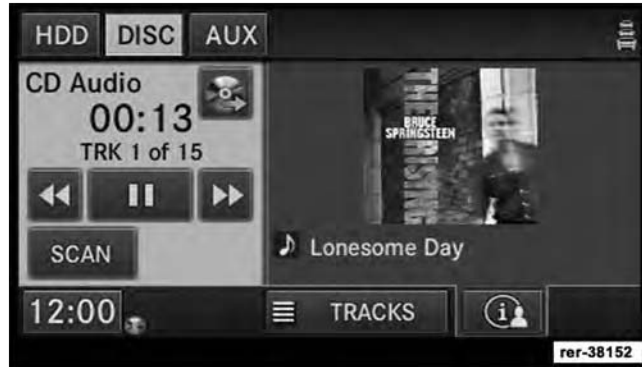 HDD DISC AUX
CD Audio
00:13
TRK 1 of 15
SCAN
THE RISING
BRUCE
SPRINGSTEEN
Lonesome Day
12:00
TRACKS
i
rer-38152